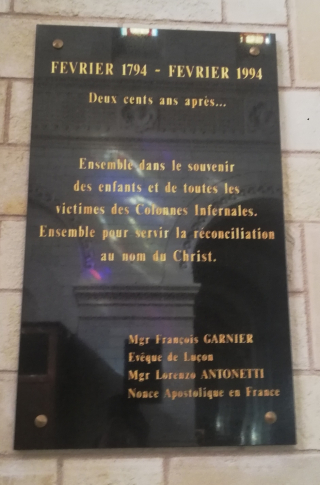 FEVRIER 1794 - FEVRIER 1994
Deux cents ans après...
Ensemble dans le souvenir
des enfants et de toutes les
victimes des Colonnes Infernales.
Ensemble pour servir la réconciliation
au nom du Christ.
Mgr François GARNIER
Evêque de Luçon
Mgr Lorenzo ANTONETTI
Nonce Apostolique en France